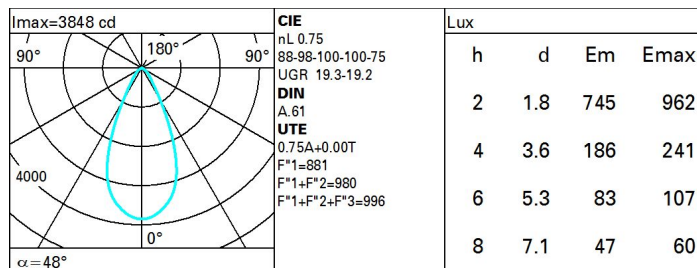 Imax=3848 cd
90° 180° 90°
4000
0°
α=48°
CIE
nL 0.75
88-98-100-100-75
UGR 19.3-19.2
DIN
A.61
UTE
0.75A+0.00T
F"1=881
F"1+F"2=980
F"1+F"2+F"3=996
Lux
h d Em Emax
2 1.8 745 962
4 3.6 186 241
6 5.3 83 107
8 7.1 47 60